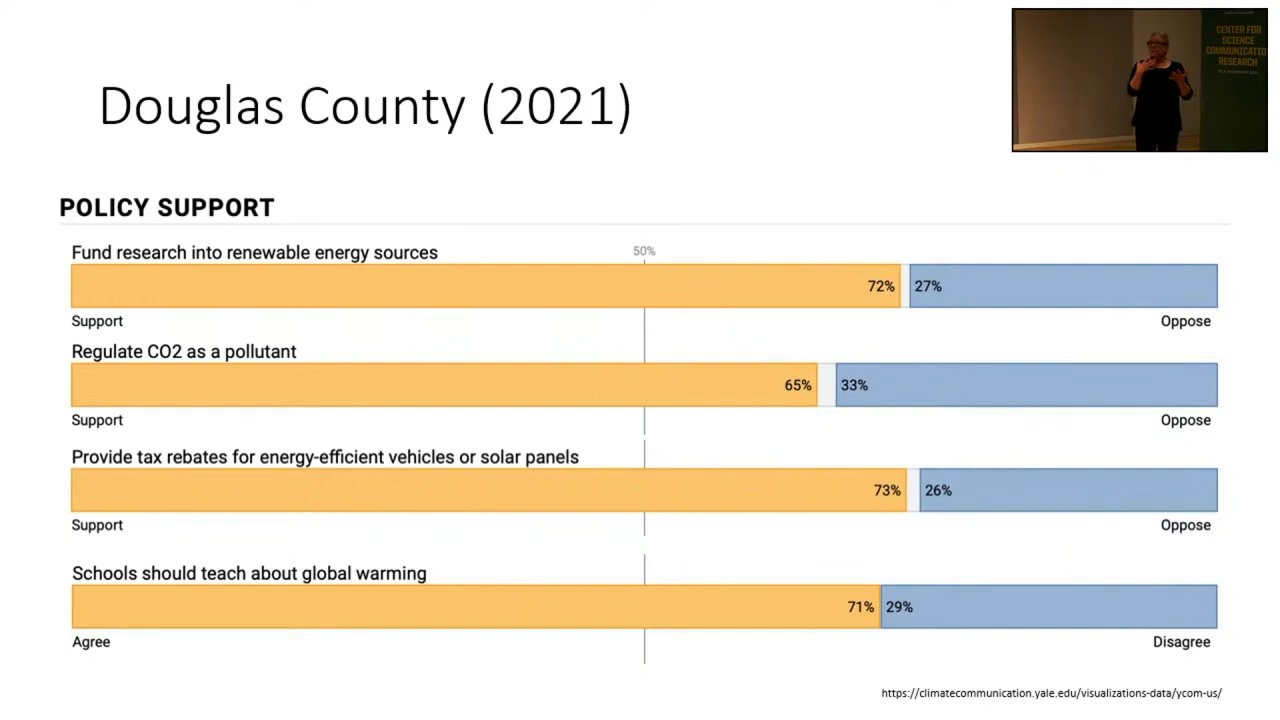 CENTER FOR
SCIENCE
COMMUNICATIO
RESEARCH
Douglas County (2021)
POLICY SUPPORT
Fund research into renewable energy sources
50%
72% 27%
Support Oppose
Regulate CO2 as a pollutant
65% 33%
Support Oppose
Provide tax rebates for energy-efficient vehicles or solar panels
73% 26%
Support Oppose
Schools should teach about global warming
71% 29%
Agree Disagree
https://climatecommunication.yale.edu/visualizations-data/ycom-us/